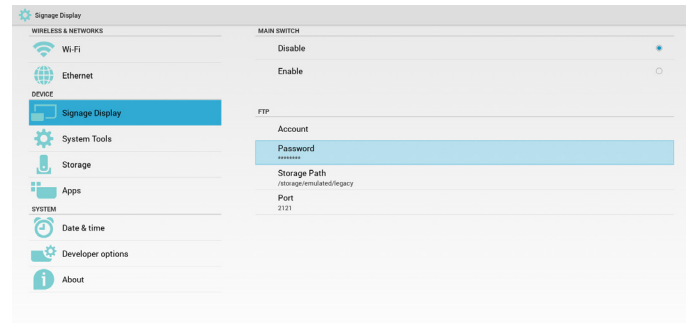 Signage Display
WIRELESS & NETWORKS
Wi-Fi
Ethernet
DEVICE
Signage Display
System Tools
Storage
Apps
SYSTEM
Date & time
Developer options
About
MAIN SWITCH
Disable
Enable
FTP
Account
Password
********
Storage Path
/storage/emulated/legacy
Port
2121